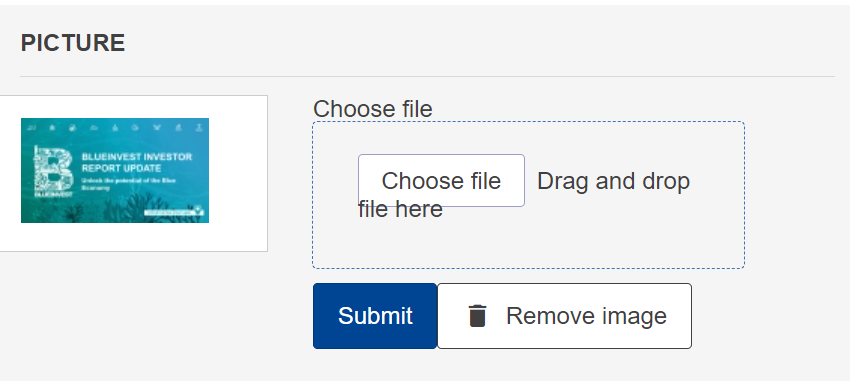 PICTURE
BLUEINVEST INVESTOR
REPORT UPDATE
Unlock the potential of the Blue
Economy
BLUEINVEST
Choose file
Choose file Drag and drop
file here
Submit Remove image